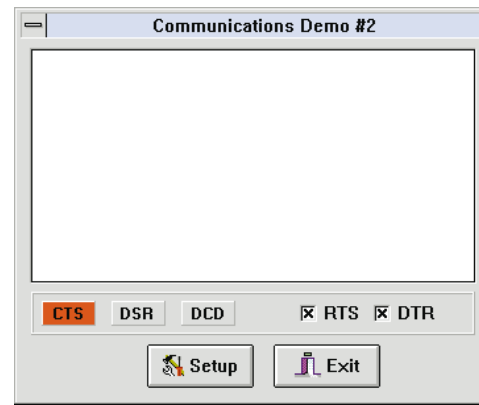 Communications Demo #2
CTS DSR DCD RTS DTR
Setup Exit